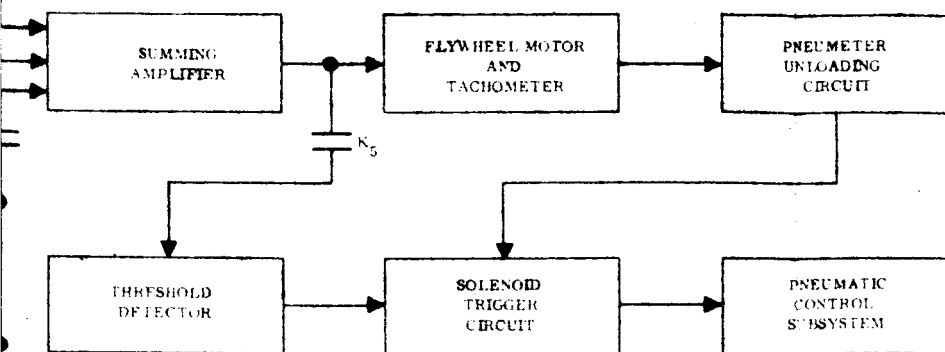 SUMMING
AMPLIFIER
FLYWHEEL MOTOR
AND
TACHOMETER
PNEUMETER
UNLOADING
CIRCUIT
K5
THRESHOLD
DETECTOR
SOLENOID
TRIGGER
CIRCUIT
PNEUMATIC
CONTROL
SUBSYSTEM